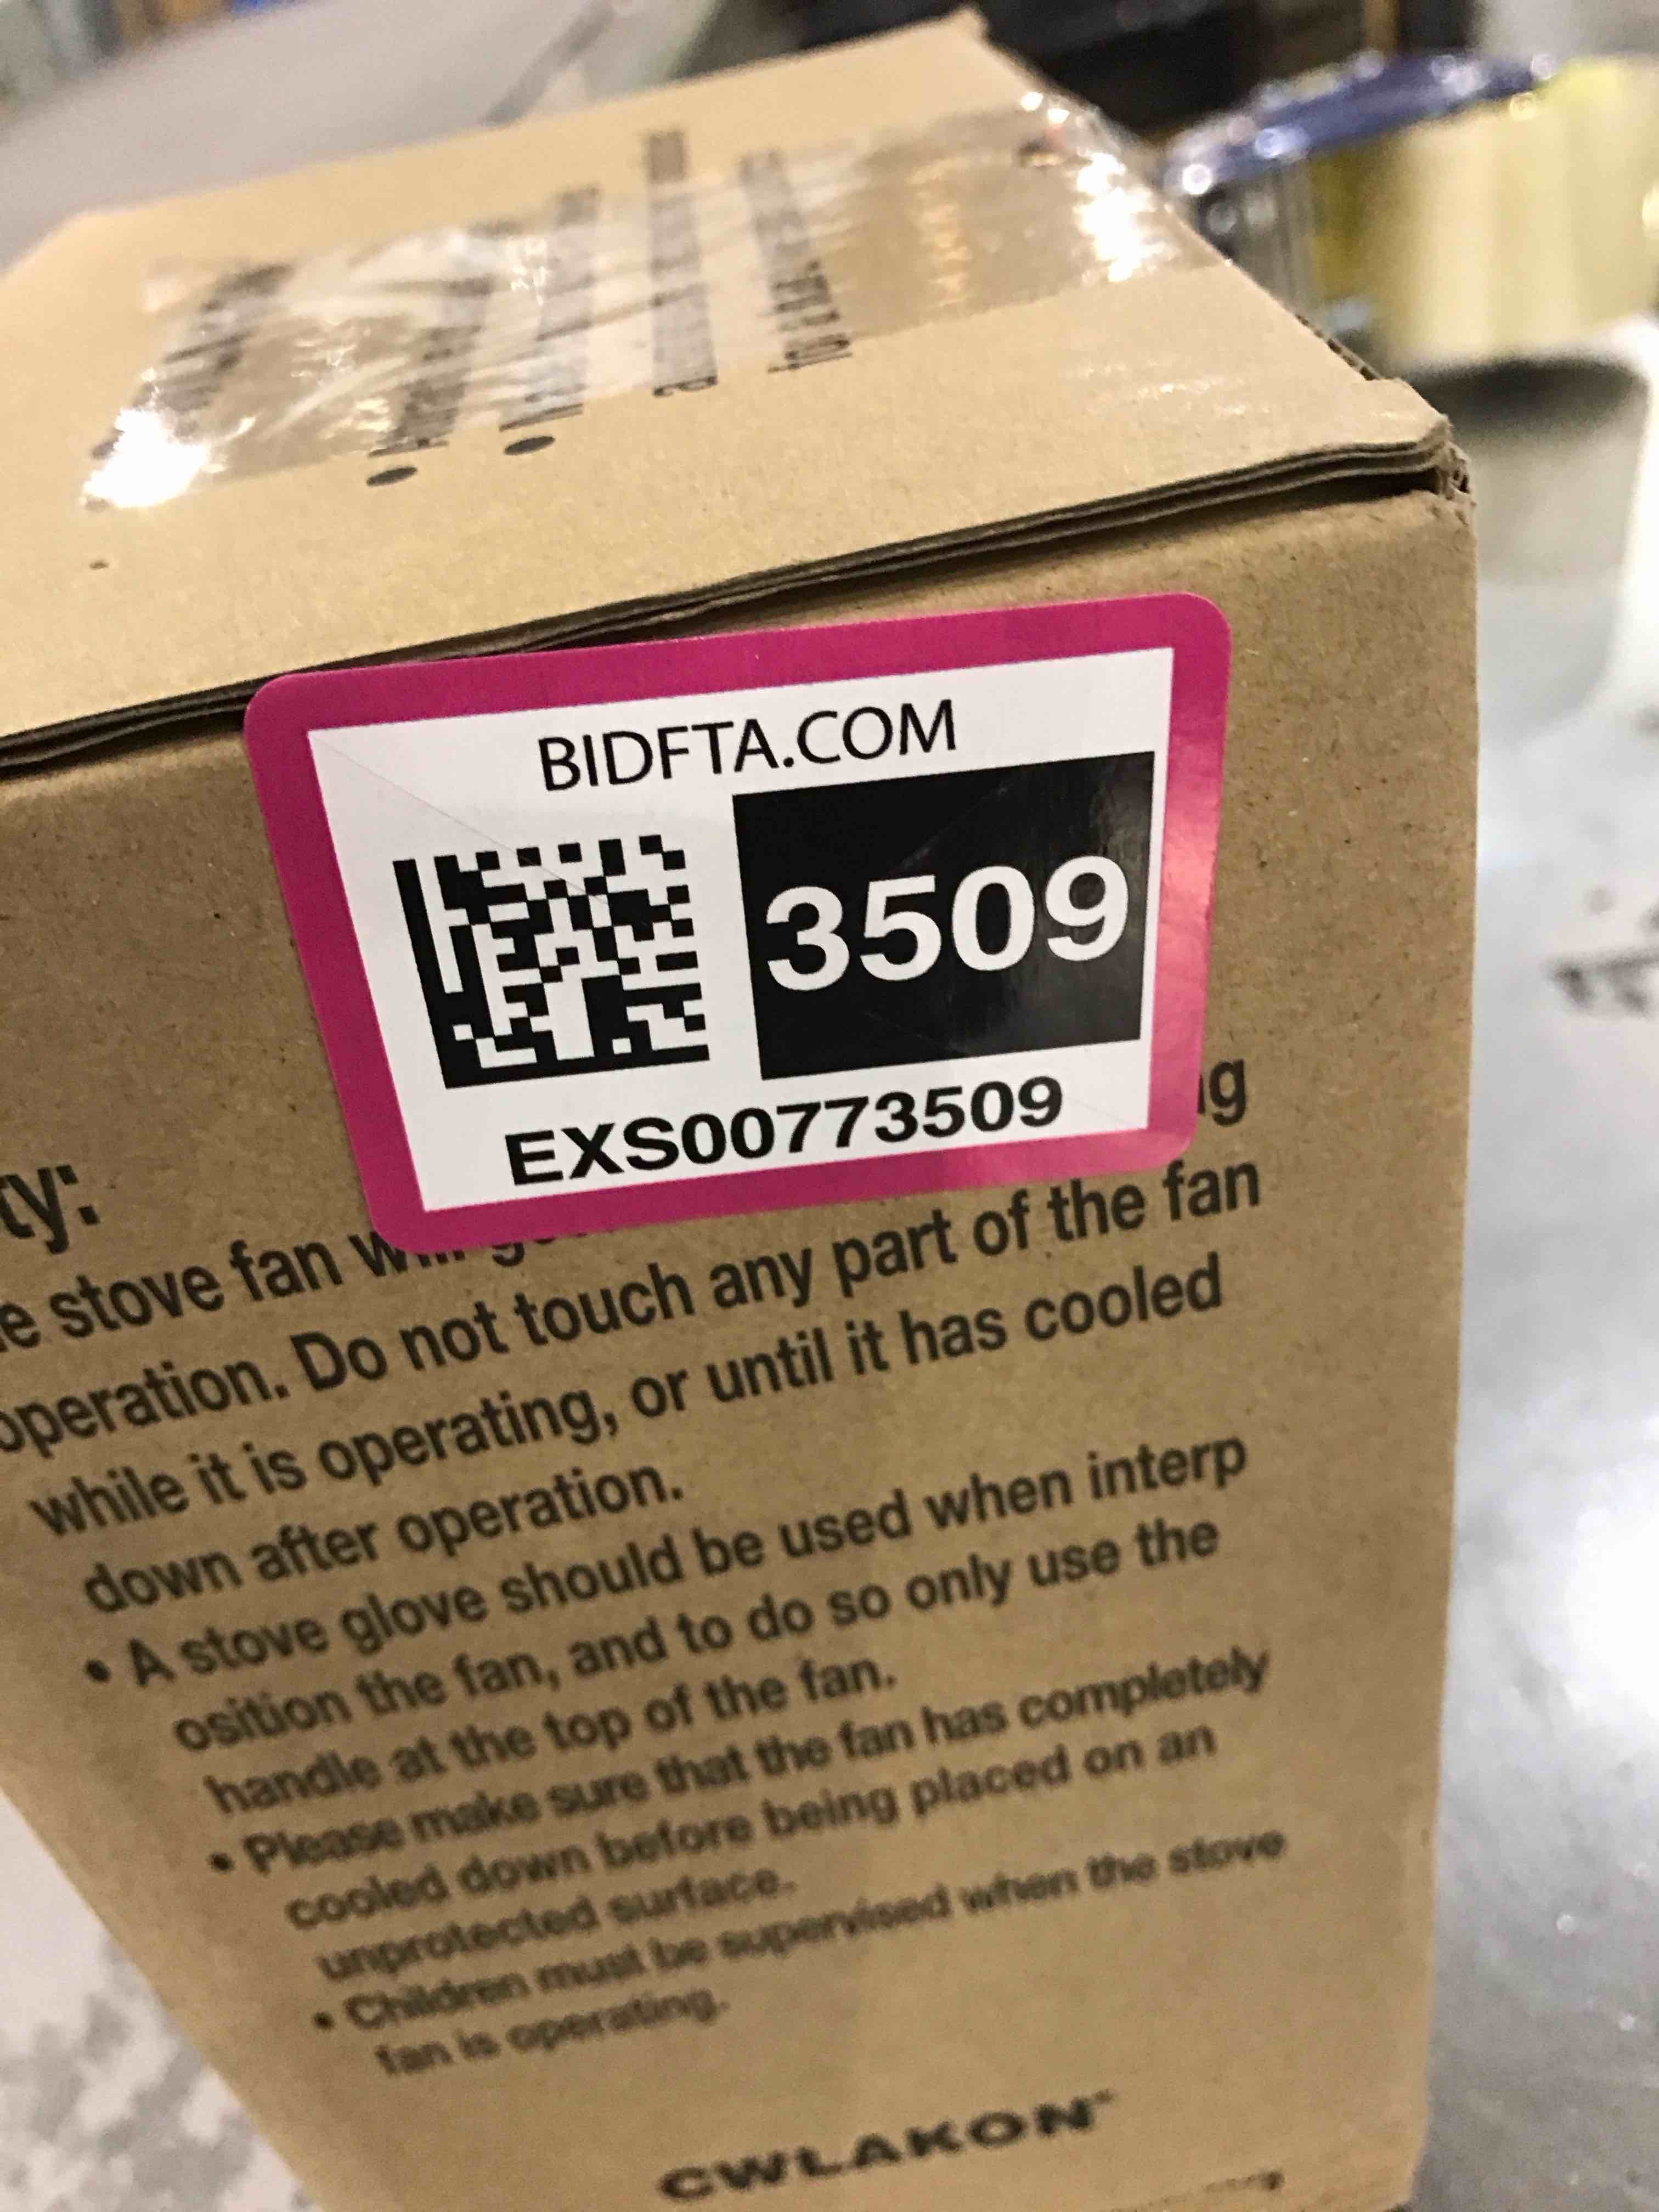 BIDFTA.COM
3509
EXS00773509
ty:
e stove fan
operation. Do not touch any part of the fan
while it is operating, or until it has cooled
down after operation.
• A stove glove should be used when interp
osition the fan, and to do so only use the
handle at the top of the fan.
• Please make sure that the fan has completely
cooled down before being placed on an
unprotected surface.
• Children must be supervised when the stove
fan is operating.
CWLAKON™